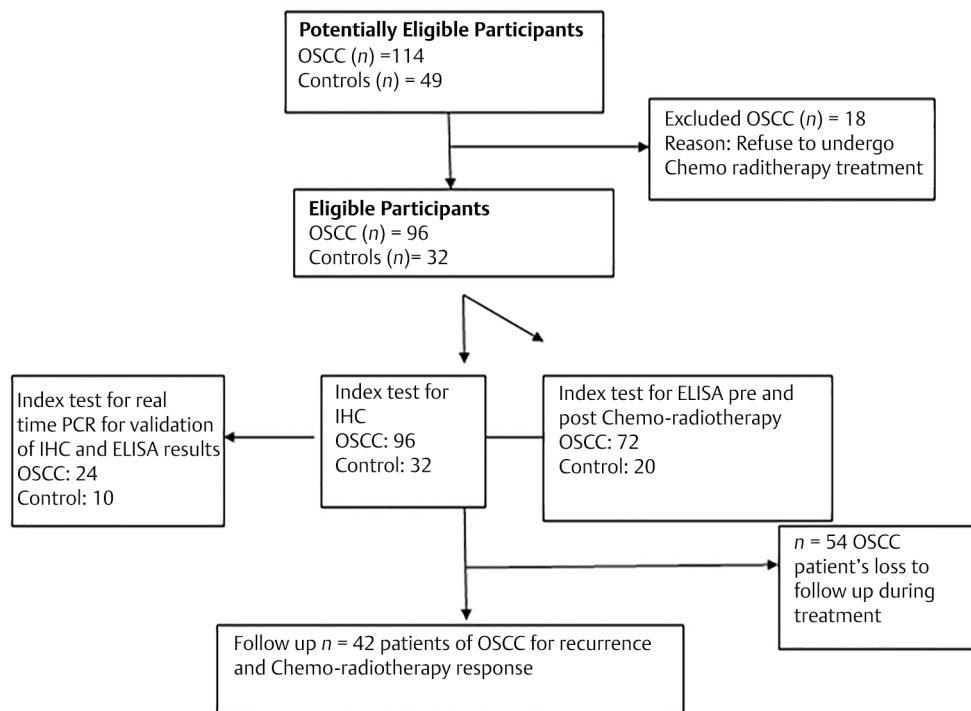 Potentially Eligible Participants
OSCC (n) =114
Controls (n) = 49
Excluded OSCC (n) = 18
Reason: Refuse to undergo
Chemo raditherapy treatment
Eligible Participants
OSCC (n) = 96
Controls (n)= 32
Index test for real
time PCR for validation
of IHC and ELISA results
OSCC: 24
Control: 10
Index test for
IHC
OSCC: 96
Control: 32
Index test for ELISA pre and
post Chemo-radiotherapy
OSCC: 72
Control: 20
n = 54 OSCC
patient’s loss to
follow up during
treatment
Follow up n = 42 patients of OSCC for recurrence
and Chemo-radiotherapy response